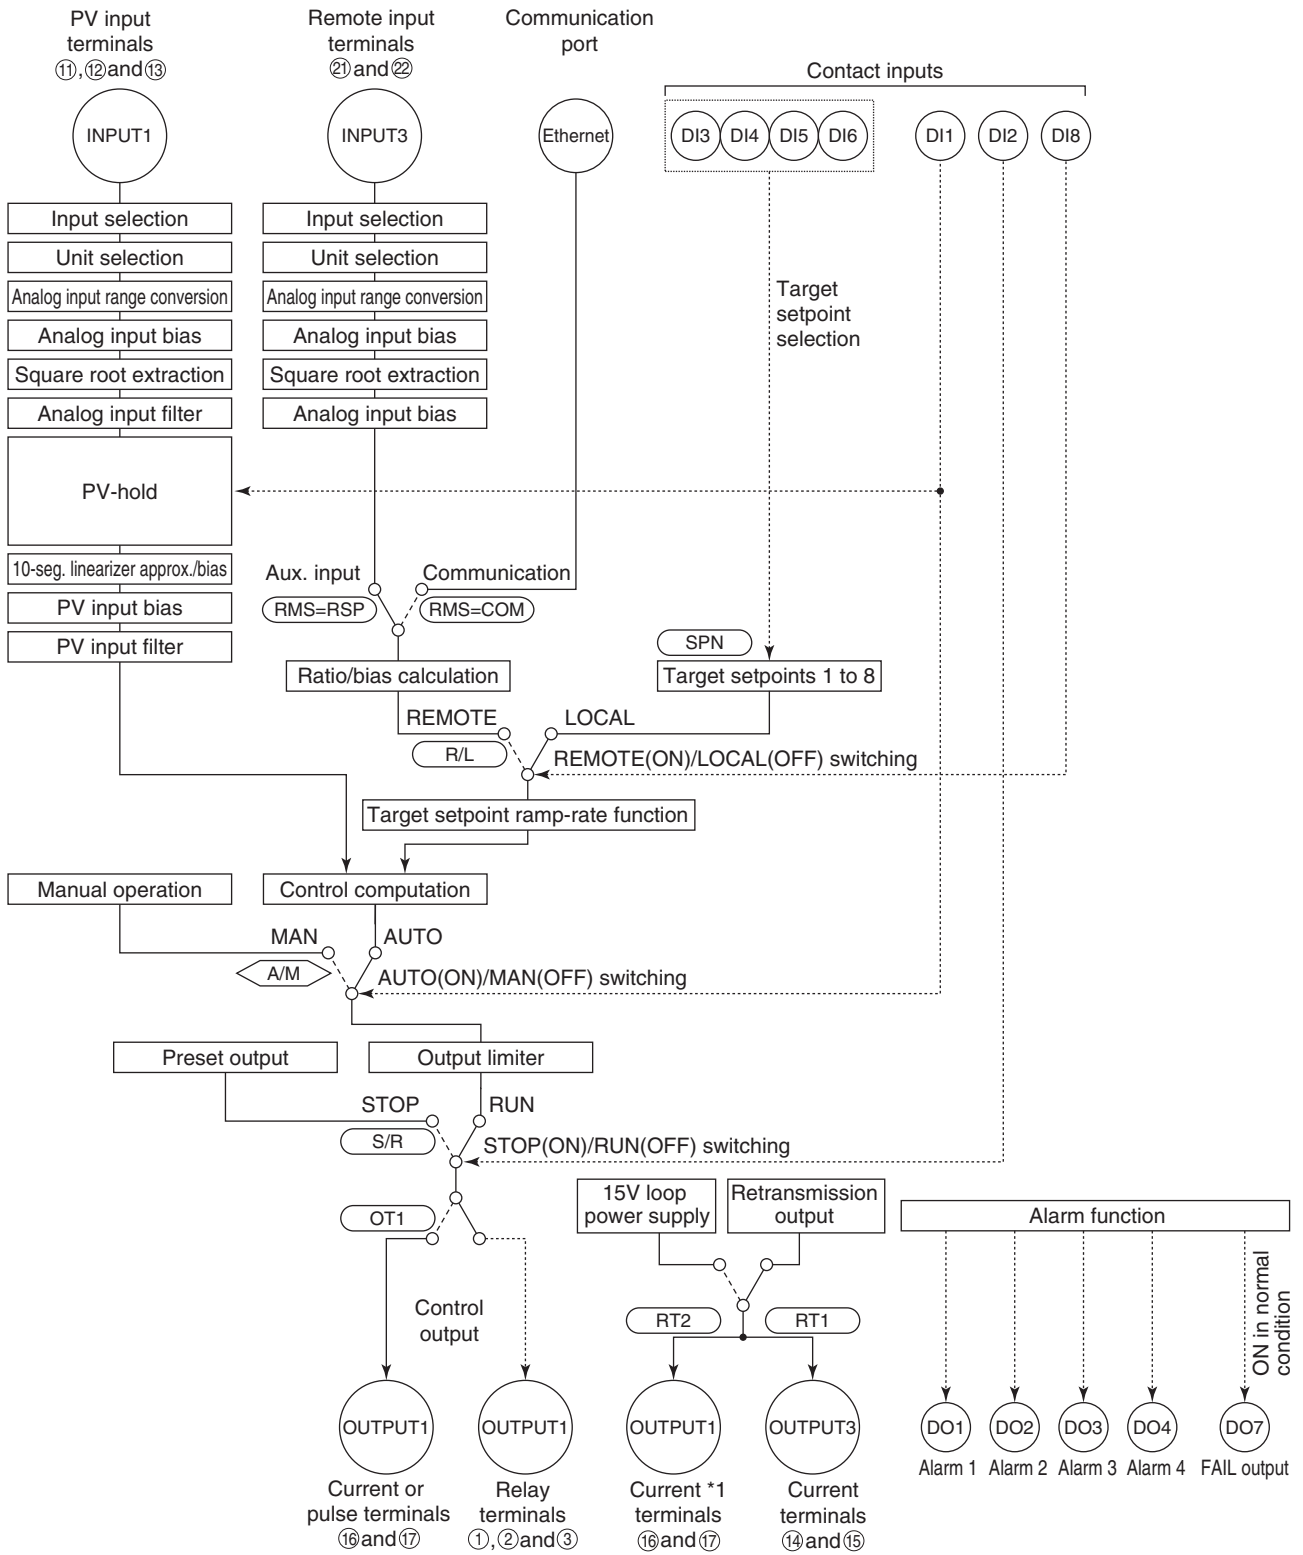 PV input
terminals
⑪,⑫and⑬
Remote input
terminals
㉑and㉒
Communication
port
Contact inputs
INPUT1
INPUT3
Ethernet
DI3
DI4
DI5
DI6
DI1
DI2
DI8
Input selection
Unit selection
Analog input range conversion
Analog input bias
Square root extraction
Analog input filter
PV-hold
10-seg. linearizer approx./bias
PV input bias
PV input filter
Input selection
Unit selection
Analog input range conversion
Analog input bias
Square root extraction
Analog input bias
Target
setpoint
selection
Aux. input
Communication
RMS=RSP
RMS=COM
SPN
Ratio/bias calculation
Target setpoints 1 to 8
REMOTE
LOCAL
R/L
REMOTE(ON)/LOCAL(OFF) switching
Target setpoint ramp-rate function
Manual operation
Control computation
MAN
AUTO
A/M
AUTO(ON)/MAN(OFF) switching
Preset output
Output limiter
STOP
RUN
S/R
STOP(ON)/RUN(OFF) switching
OT1
15V loop
power supply
Retransmission
output
Alarm function
Control
output
RT2
RT1
ON in normal
condition
OUTPUT1
OUTPUT1
OUTPUT1
OUTPUT3
DO1
DO2
DO3
DO4
DO7
Alarm 1
Alarm 2
Alarm 3
Alarm 4
FAIL output
Current or
pulse terminals
⑯and⑰
Relay
terminals
①,②and③
Current *1
terminals
⑯and⑰
Current
terminals
⑭and⑮